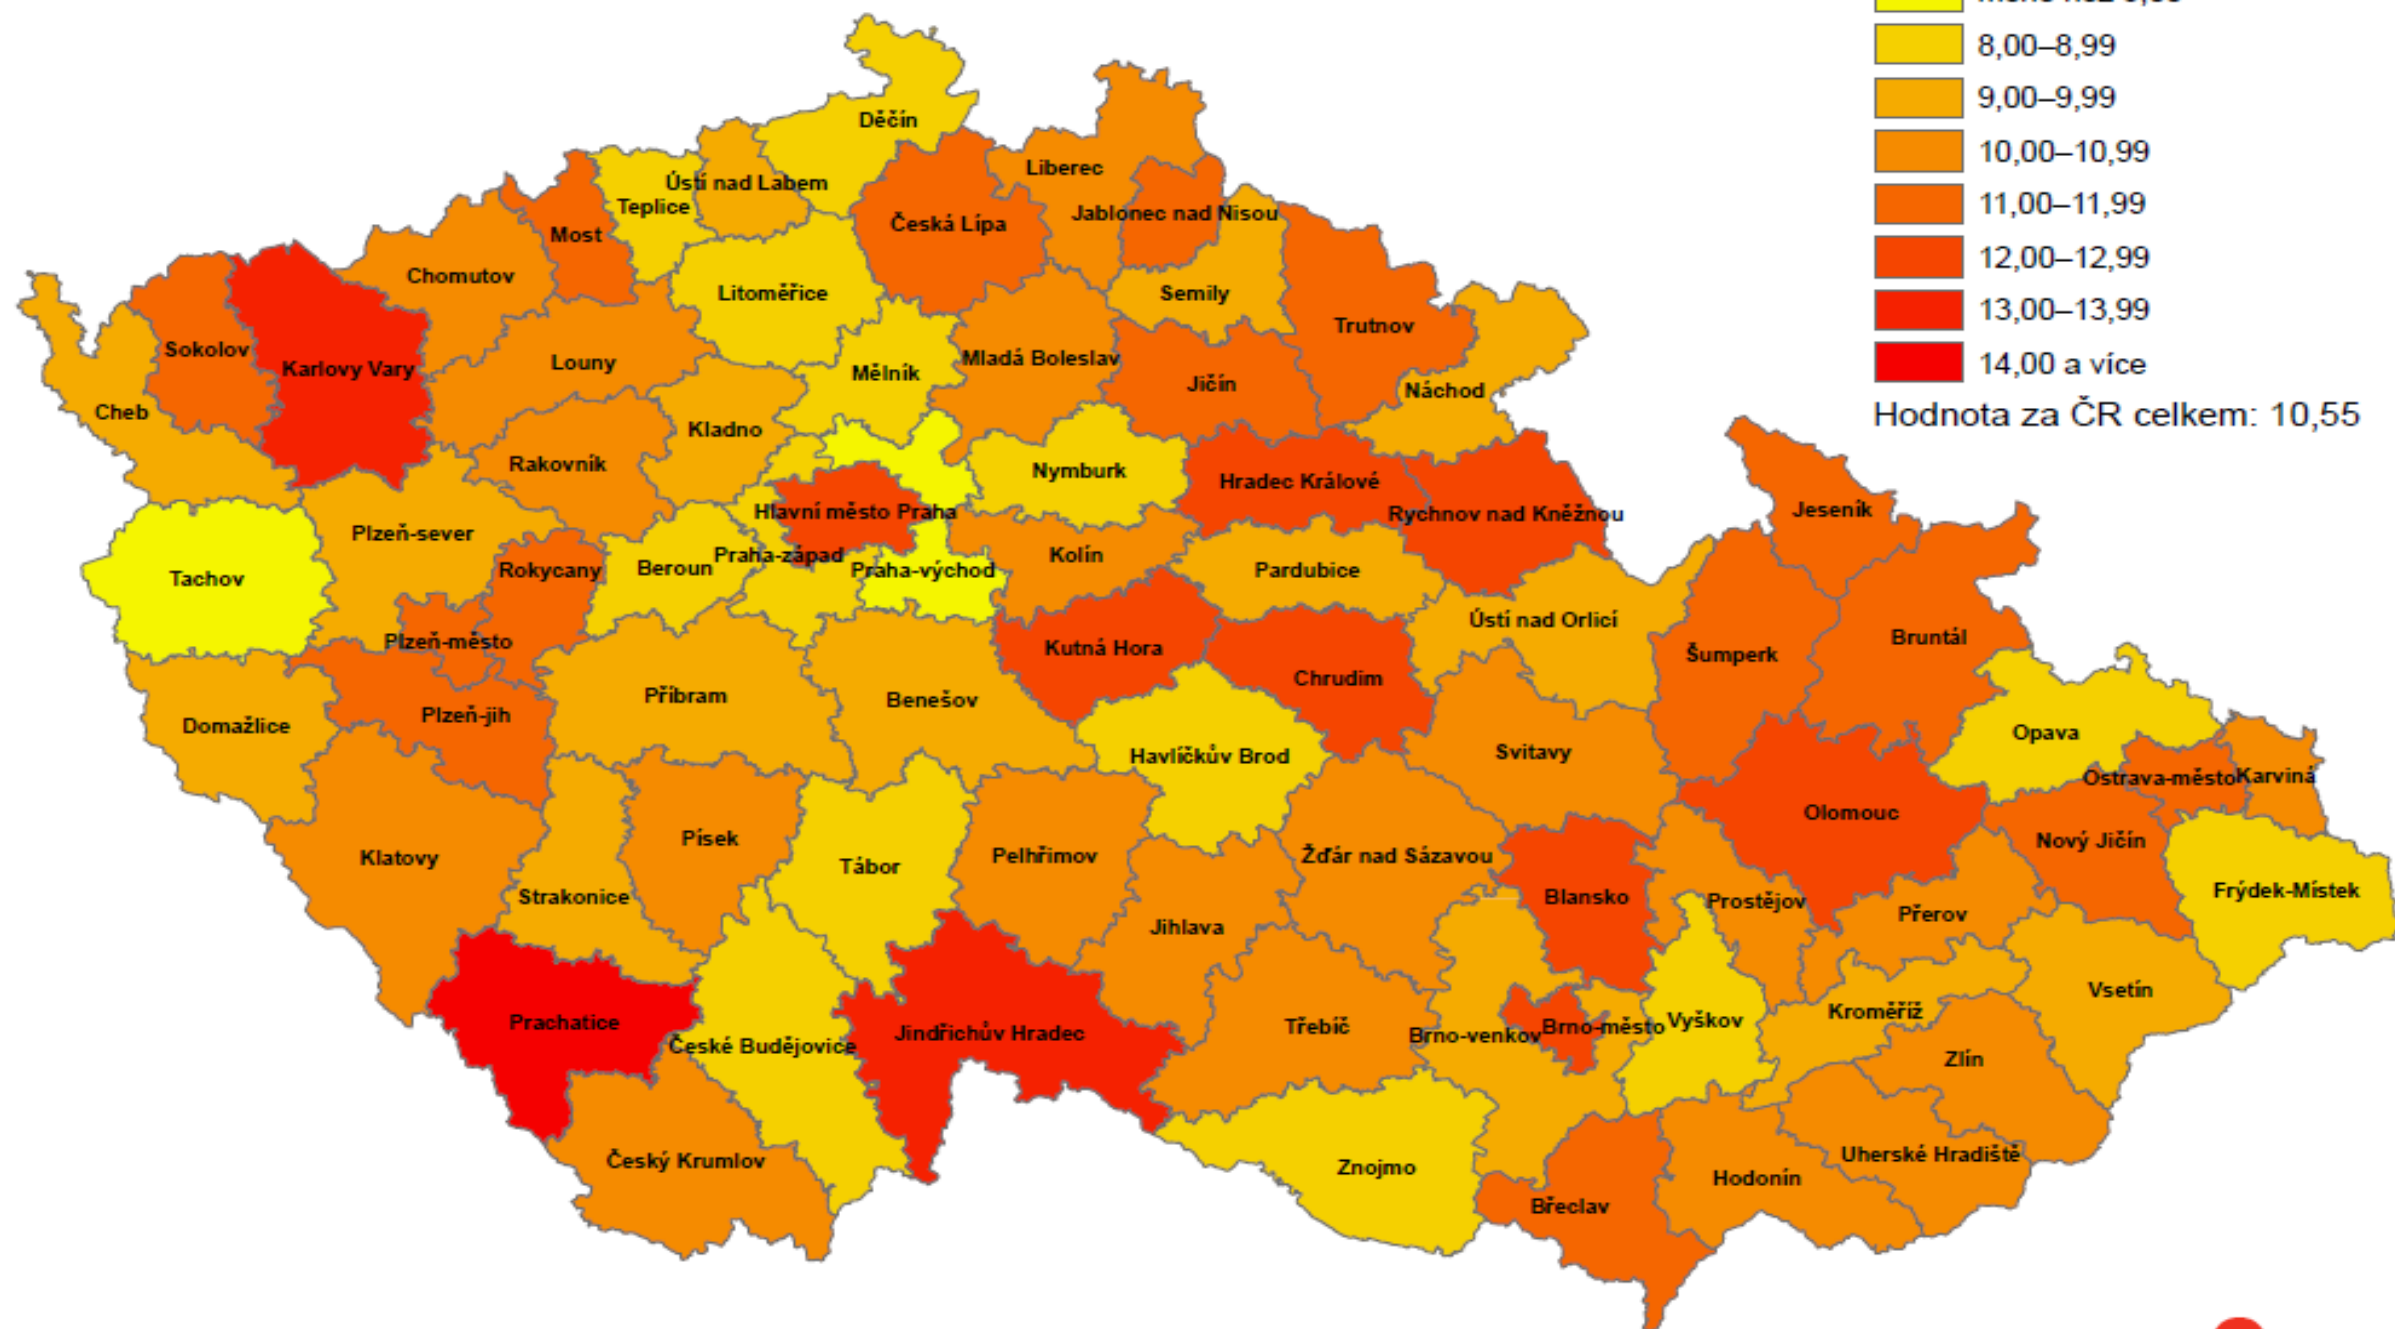 8,00–8,99
9,00–9,99
10,00–10,99
11,00–11,99
12,00–12,99
13,00–13,99
14,00 a více
Hodnota za ČR celkem: 10,55
Děčín
Liberec
Ústí nad Labem
Teplice
Jablonec nad Nisou
Česká Lípa
Most
Chomutov
Litoměřice
Semily
Trutnov
Sokolov
Louny
Mladá Boleslav
Karlovy Vary
Mělník
Jičín
Náchod
Cheb
Kladno
Rakovník
Nymburk
Hradec Králové
Hlavní město Praha
Rychnov nad Kněžnou
Jeseník
Plzeň-sever
Praha-západ
Kolín
Rokycany
Beroun
Praha-východ
Pardubice
Tachov
Ústí nad Orlicí
Bruntál
Plzeň-město
Kutná Hora
Šumperk
Chrudim
Příbram
Benešov
Plzeň-jih
Domažlice
Opava
Svitavy
Havlíčkův Brod
Ostrava-město
Karviná
Olomouc
Písek
Nový Jičín
Klatovy
Pelhřimov
Žďár nad Sázavou
Tábor
Frýdek-Místek
Strakonice
Blansko
Prostějov
Přerov
Jihlava
Vsetín
Kroměříž
Prachatice
Vyškov
Třebíč
Brno-město
Jindřichův Hradec
Brno-venkov
České Budějovice
Zlín
Uherské Hradiště
Český Krumlov
Znojmo
Hodonín
Břeclav